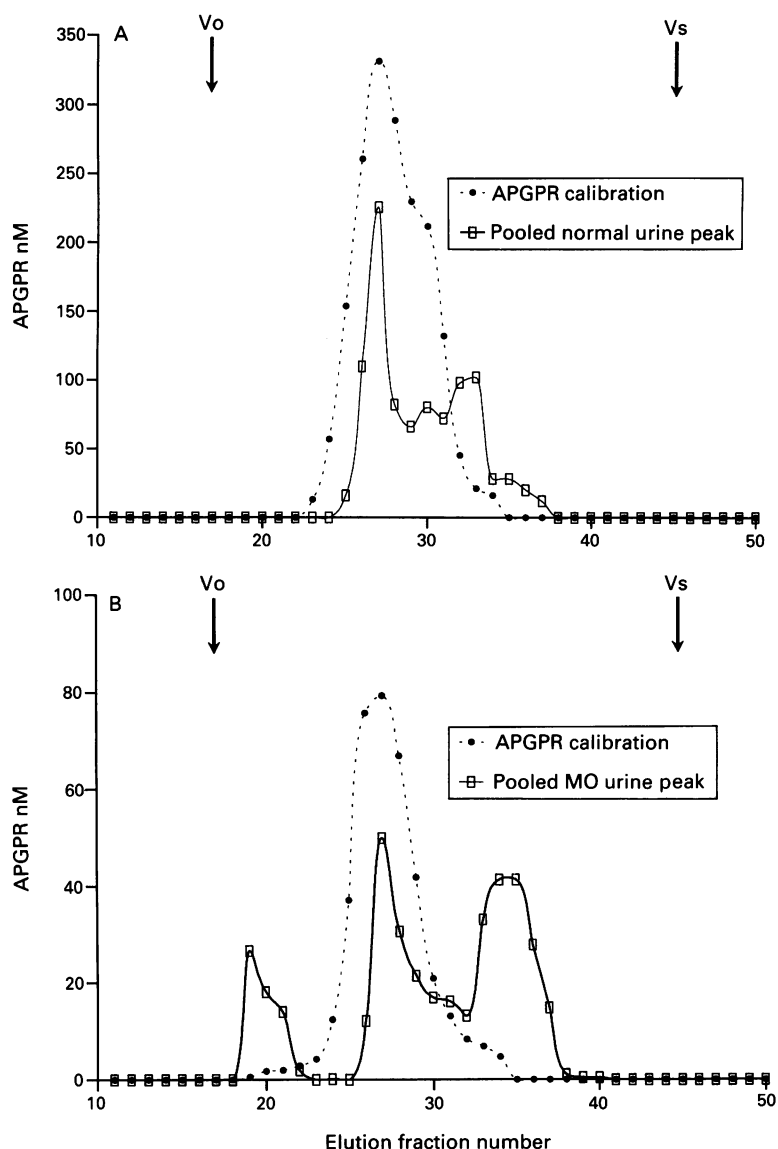 A
Vo
Vs
350
300
250
200
150
100
50
0
APGPR nM
APGPR calibration
Pooled normal urine peak
10
20
30
40
50
B
Vo
Vs
100
80
60
40
20
0
APGPR nM
APGPR calibration
Pooled MO urine peak
10
20
30
40
50
Elution fraction number